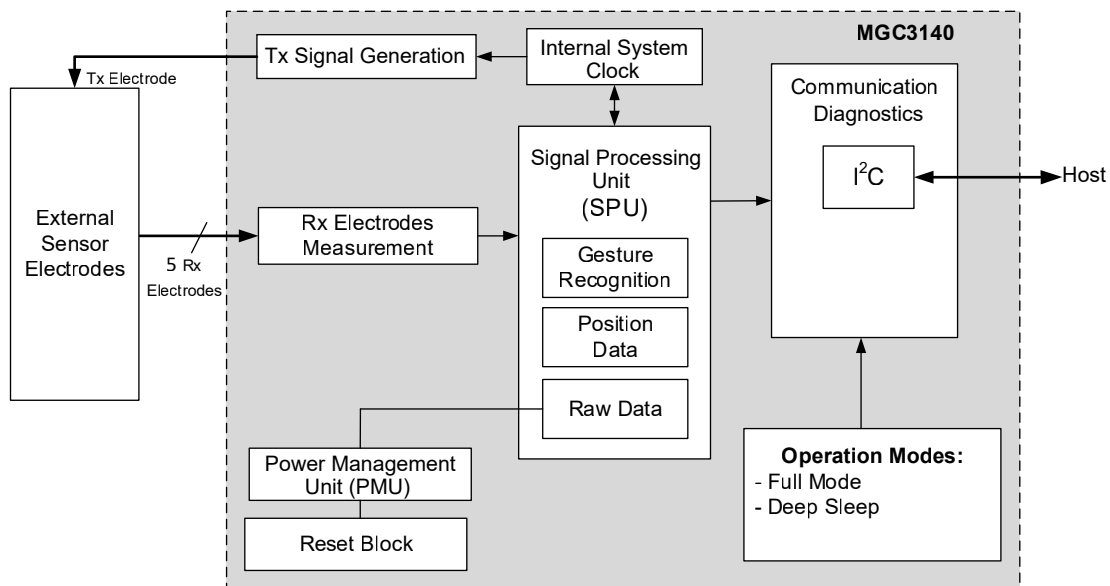 MGC3140
Tx Signal Generation
Internal System
Clock
Tx Electrode
Communication
Diagnostics
I²C
Host
External
Sensor
Electrodes
5 Rx
Electrodes
Rx Electrodes
Measurement
Signal Processing
Unit
(SPU)
Gesture
Recognition
Position
Data
Raw Data
Power Management
Unit (PMU)
Reset Block
Operation Modes:
- Full Mode
- Deep Sleep